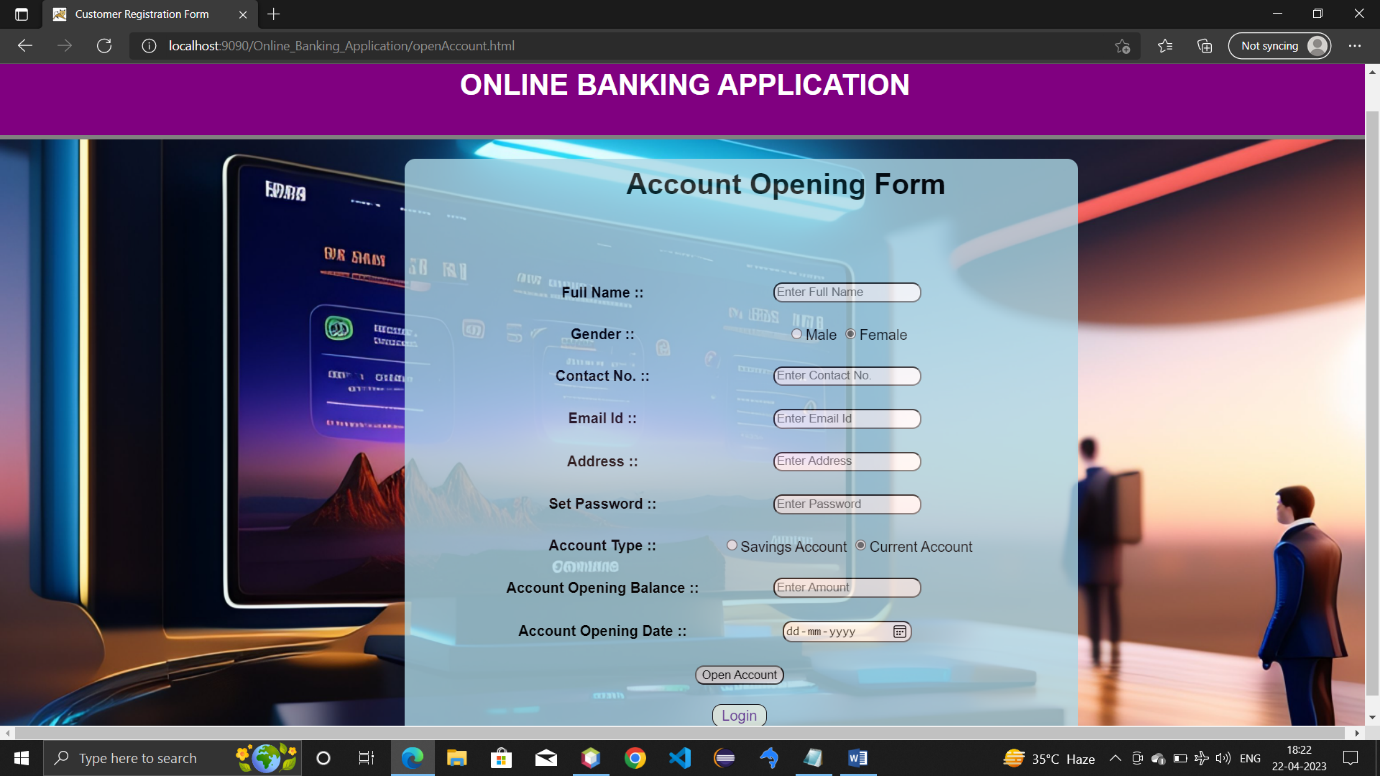 Customer Registration Form
localhost:9090/Online_Banking_Application/openAccount.html
Not syncing
ONLINE BANKING APPLICATION
Account Opening Form
Full Name :: Enter Full Name
Gender :: Male Female
Contact No. :: Enter Contact No.
Email Id :: Enter Email Id
Address :: Enter Address
Set Password :: Enter Password
Account Type :: Savings Account Current Account
Account Opening Balance :: Enter Amount
Account Opening Date :: dd-mm-yyyy
Open Account
Login
Type here to search
35°C Haze
ENG
18:22
22-04-2023